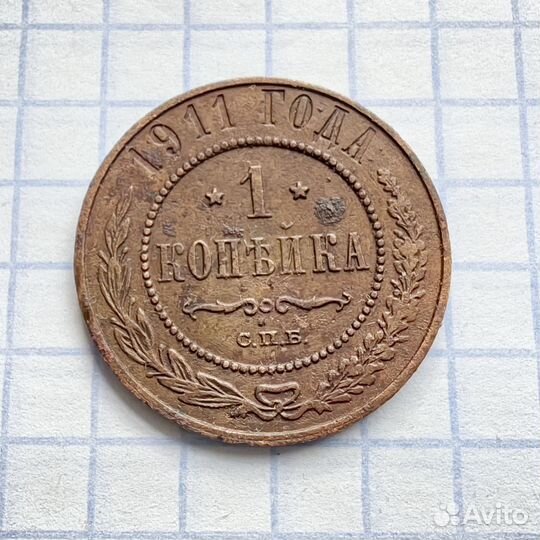 1911 ГОДА
* 1 *
КОПѢЙКА
С.П.Б.
Avito